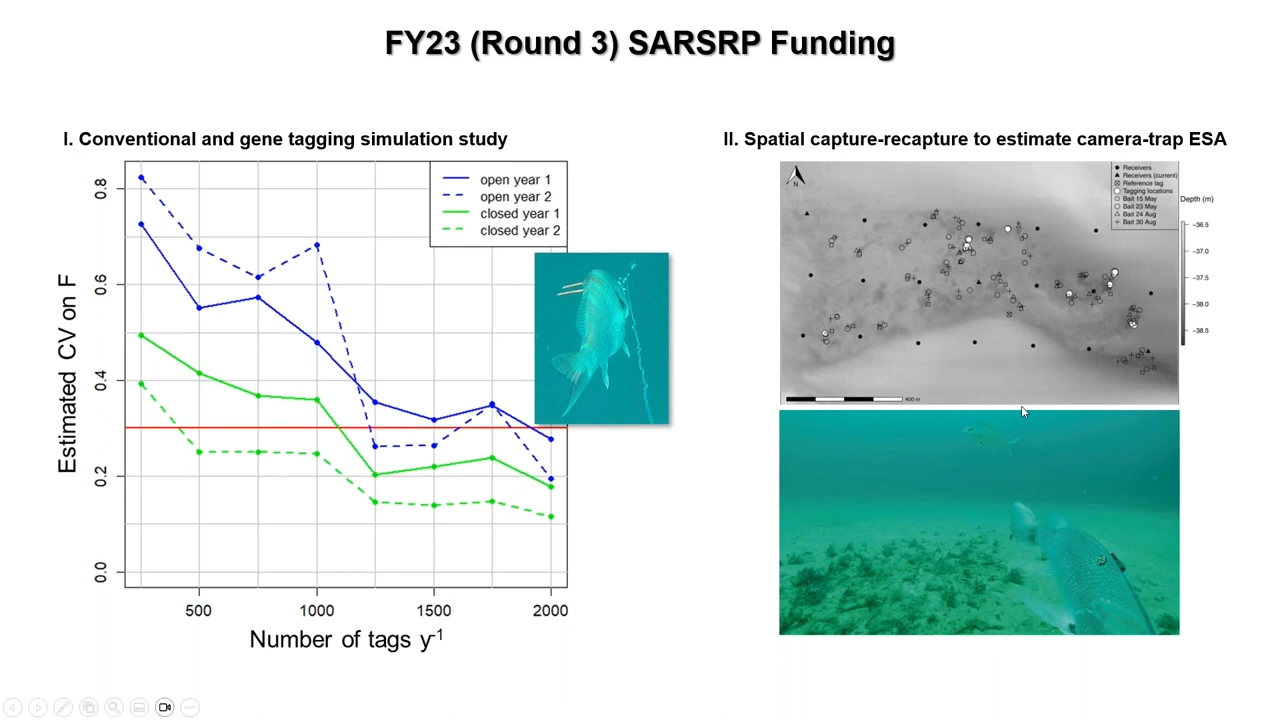 FY23 (Round 3) SARSRP Funding
I. Conventional and gene tagging simulation study
II. Spatial capture-recapture to estimate camera-trap ESA
open year 1
open year 2
closed year 1
closed year 2
Estimated CV on F
0.8
0.6
0.4
0.2
0.0
500
1000
1500
2000
Number of tags y-1
N
Receivers
Receivers (current)
Reference tag
Tagging locations
Bait 15 May
Bait 23 May
Bait 24 Aug
Bait 30 Aug
Depth (m)
−36.5
−37.0
−37.5
−38.0
−38.5
400 m